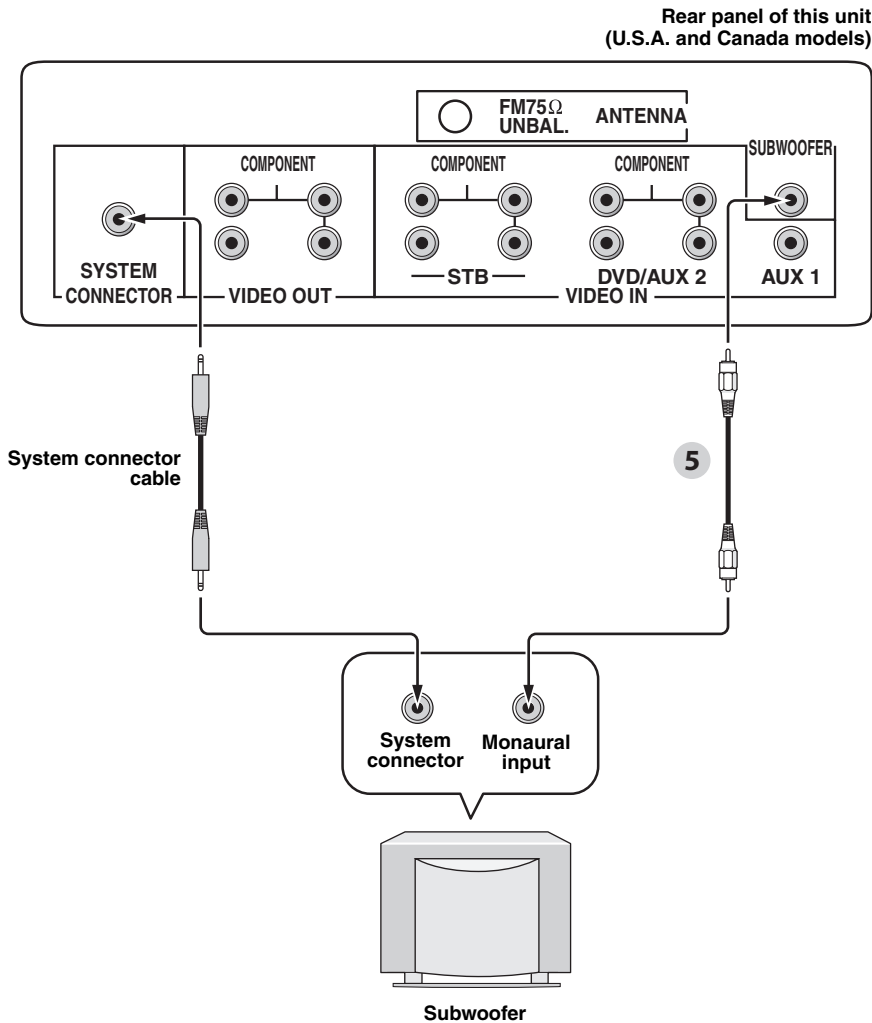 Rear panel of this unit
(U.S.A. and Canada models)
FM75Ω
UNBAL.
ANTENNA
SUBWOOFER
COMPONENT
COMPONENT
COMPONENT
SYSTEM
CONNECTOR
VIDEO OUT
STB
DVD/AUX 2
AUX 1
VIDEO IN
System connector
cable
5
System
connector
Monaural
input
Subwoofer